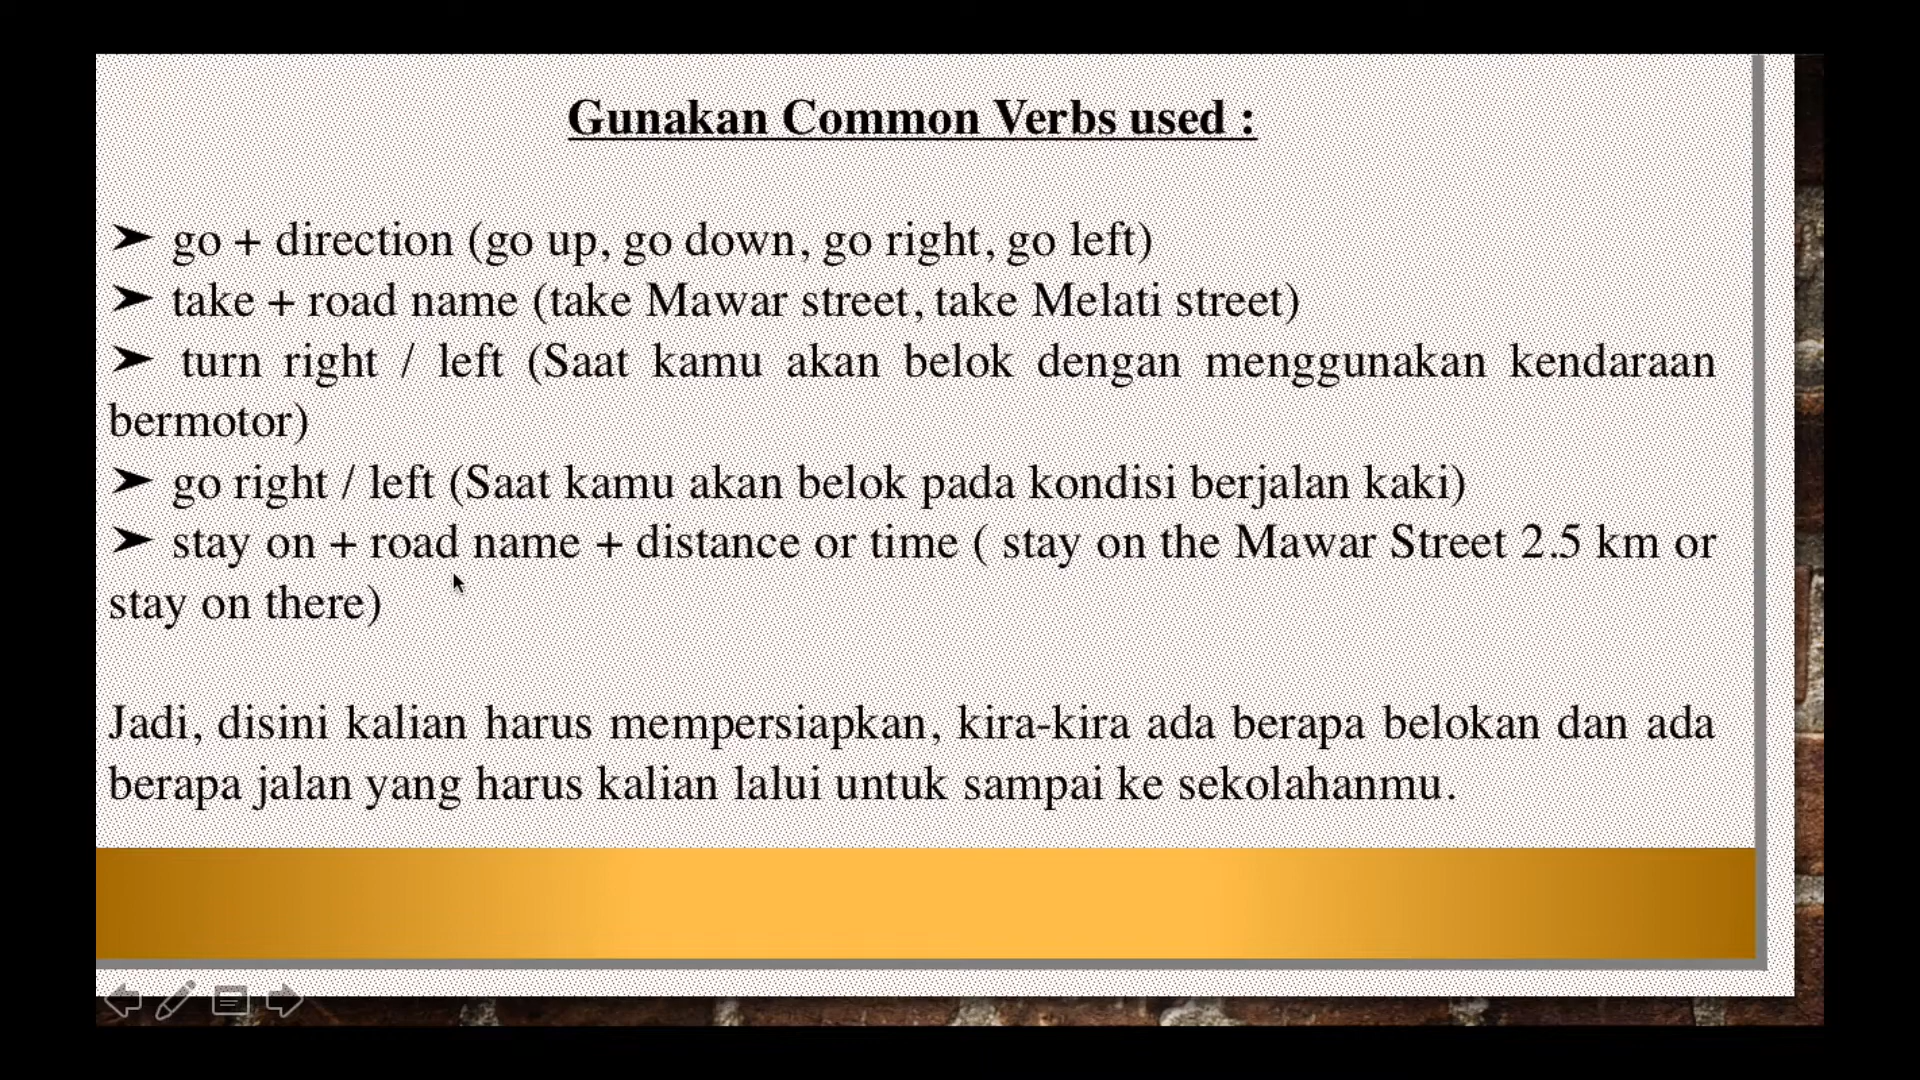 Gunakan Common Verbs used :
➤ go + direction (go up, go down, go right, go left)
➤ take + road name (take Mawar street, take Melati street)
➤ turn right / left (Saat kamu akan belok dengan menggunakan kendaraan
bermotor)
➤ go right / left (Saat kamu akan belok pada kondisi berjalan kaki)
➤ stay on + road name + distance or time ( stay on the Mawar Street 2.5 km or
stay on there)
Jadi, disini kalian harus mempersiapkan, kira-kira ada berapa belokan dan ada
berapa jalan yang harus kalian lalui untuk sampai ke sekolahanmu.